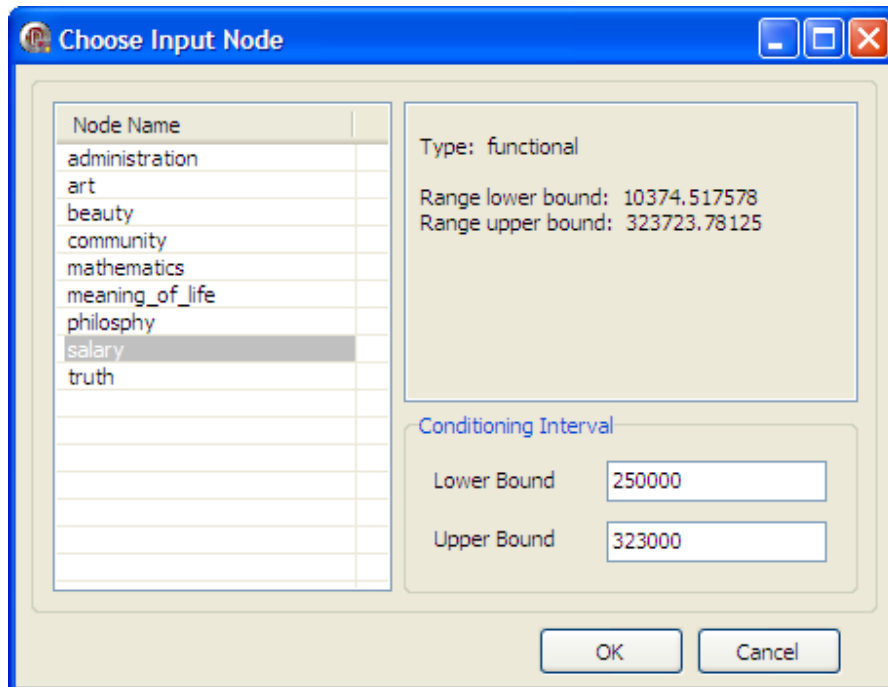 Choose Input Node
Node Name
administration
art
beauty
community
mathematics
meaning_of_life
philosphy
salary
truth
Type: functional
Range lower bound: 10374.517578
Range upper bound: 323723.78125
Conditioning Interval
Lower Bound 250000
Upper Bound 323000
OK Cancel